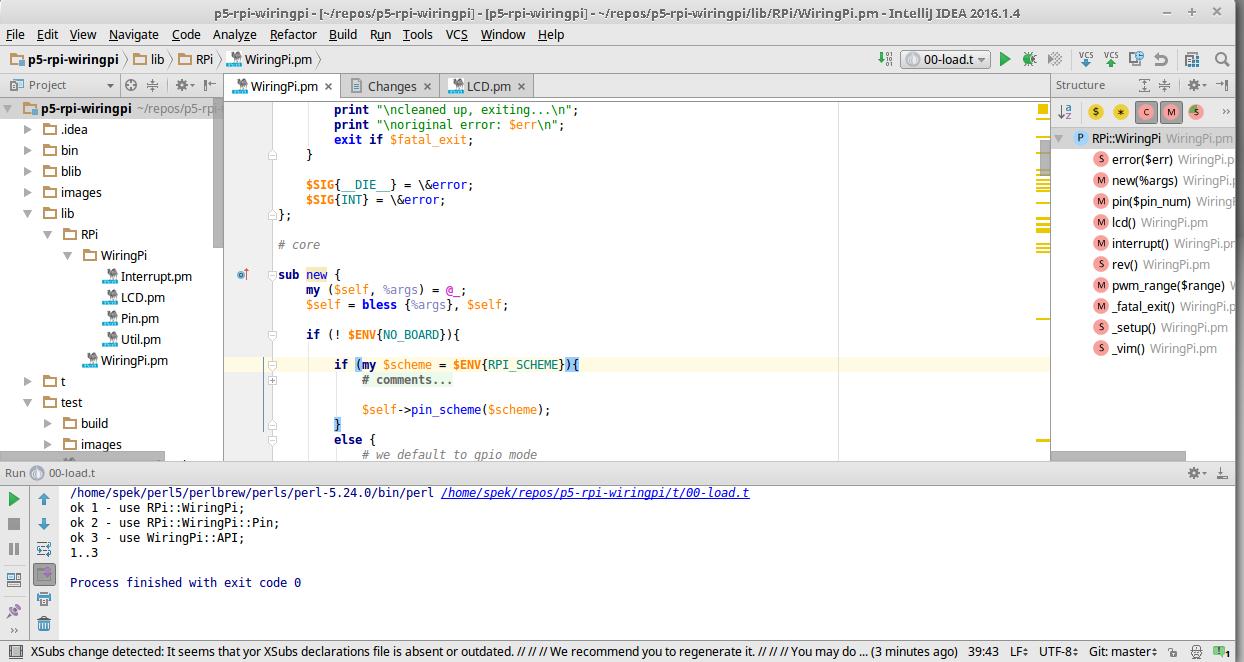 p5-rpi-wiringpi - [~/repos/p5-rpi-wiringpi] - [p5-rpi-wiringpi] - ~/repos/p5-rpi-wiringpi/lib/RPi/WiringPi.pm - IntelliJ IDEA 2016.1.4
File Edit View Navigate Code Analyze Refactor Build Run Tools VCS Window Help
p5-rpi-wiringpi lib RPi WiringPi.pm 00-load.t VCS VCS
Project
WiringPi.pm Changes LCD.pm
Structure
p5-rpi-wiringpi ~/repos/p5-rpi-
.idea
bin
blib
images
lib
RPi
WiringPi
Interrupt.pm
LCD.pm
Pin.pm
Util.pm
WiringPi.pm
t
test
build
images
print "\ncleaned up, exiting...\n";
print "\noriginal error: $err\n";
exit if $fatal_exit;
}
$SIG{__DIE__} = \&error;
$SIG{INT} = \&error;
};
# core
sub new {
my ($self, %args) = @_;
$self = bless {%args}, $self;
if (! $ENV{NO_BOARD}){
if (my $scheme = $ENV{RPI_SCHEME}){
# comments...
$self->pin_scheme($scheme);
}
else {
# we default to gpio mode
RPi::WiringPi WiringPi.pm
error($err) WiringPi.p
new(%args) WiringPi.p
pin($pin_num) WiringP
lcd() WiringPi.pm
interrupt() WiringPi.pm
rev() WiringPi.pm
pwm_range($range) W
_fatal_exit() WiringPi.pm
_setup() WiringPi.pm
_vim() WiringPi.pm
Run 00-load.t
/home/spek/perl5/perlbrew/perls/perl-5.24.0/bin/perl /home/spek/repos/p5-rpi-wiringpi/t/00-load.t
ok 1 - use RPi::WiringPi;
ok 2 - use RPi::WiringPi::Pin;
ok 3 - use WiringPi::API;
1..3
Process finished with exit code 0
XSubs change detected: It seems that yor XSubs declarations file is absent or outdated. // // // We recommend you to regenerate it. // // // You may do ... (3 minutes ago) 39:43 LF UTF-8 Git: master 1